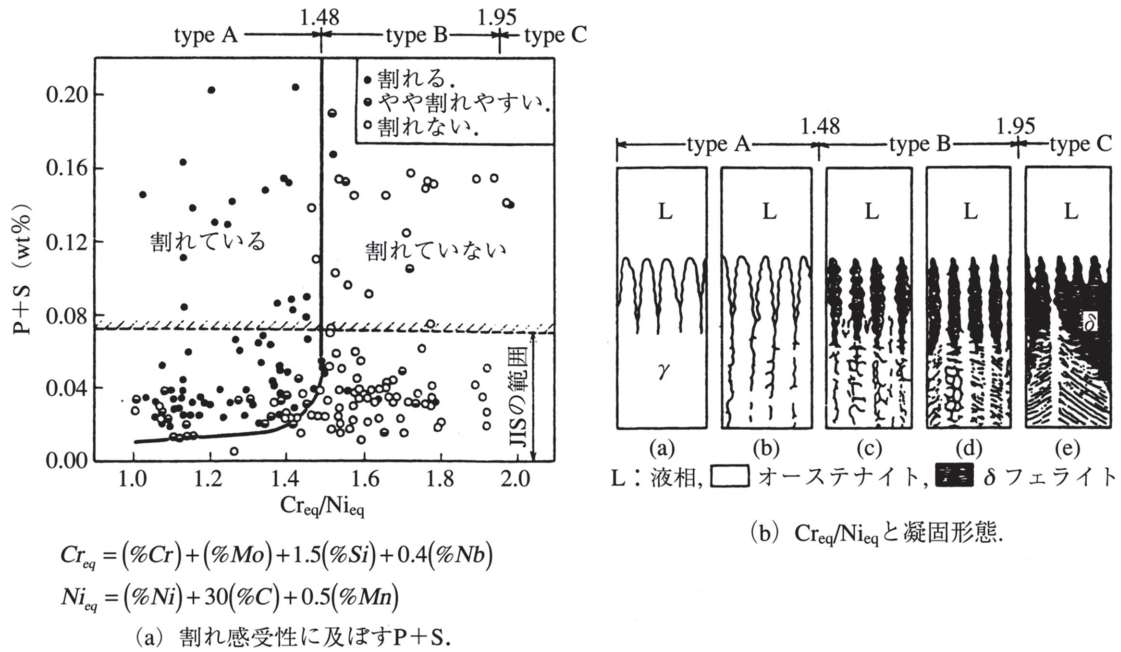 1.48
1.95
type A
type B
type C
● 割れる.
やや割れやすい.
○ 割れない.
割れている
割れていない
P+S (wt%)
0.20
0.16
0.12
0.08
0.04
0.00
JISの範囲
1.0
1.2
1.4
1.6
1.8
2.0
Cr_eq/Ni_eq
Cr_eq = (%Cr)+(%Mo)+1.5(%Si)+0.4(%Nb)
Ni_eq = (%Ni)+30(%C)+0.5(%Mn)
(a) 割れ感受性に及ぼすP+S.
1.48
1.95
type A
type B
type C
L
L
L
L
L
γ
δ
(a)
(b)
(c)
(d)
(e)
L:液相, オーステナイト, δフェライト
(b) Cr_eq/Ni_eqと凝固形態.